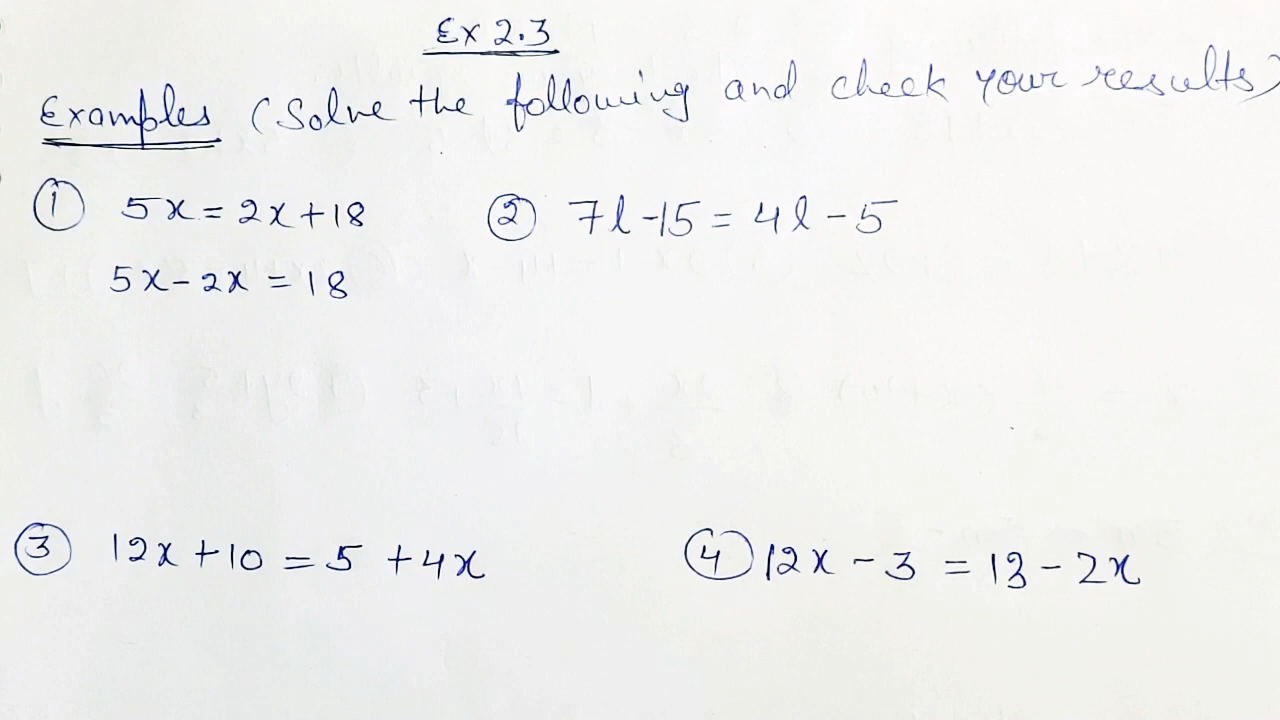 Ex 2.3
Examples (Solve the following and check your results)
① 5x = 2x + 18
5x - 2x = 18
② 7l - 15 = 4l - 5
③ 12x + 10 = 5 + 4x
④ 12x - 3 = 13 - 2x